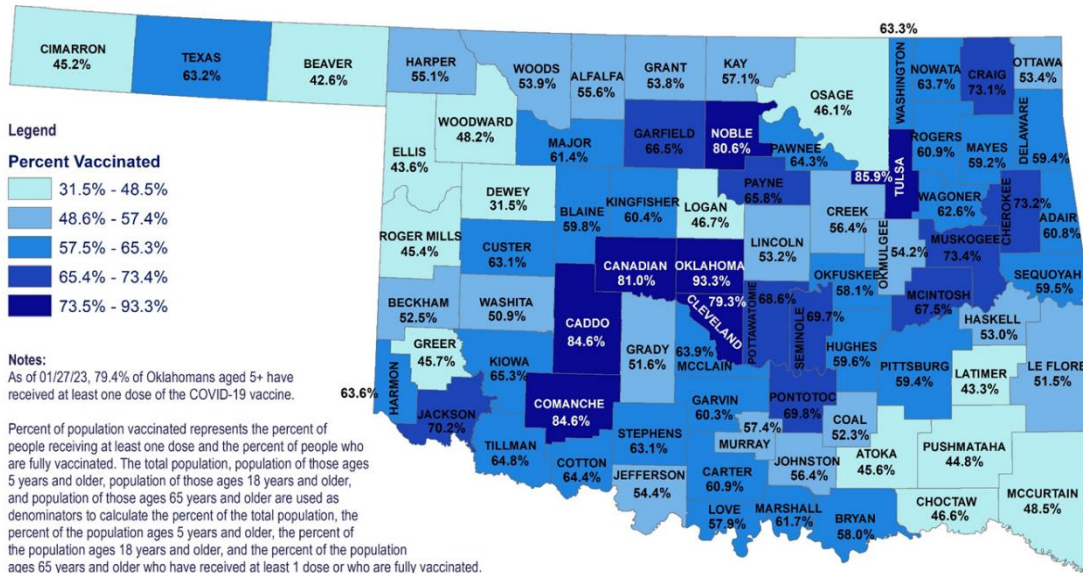 63.3%
CIMARRON
45.2%
TEXAS
63.2%
BEAVER
42.6%
HARPER
55.1%
WOODS
53.9%
ALFALFA
55.6%
GRANT
53.8%
KAY
57.1%
OSAGE
46.1%
WASHINGTON
NOWATA
63.7%
CRAIG
73.1%
OTTAWA
53.4%
WOODWARD
48.2%
ELLIS
43.6%
MAJOR
61.4%
GARFIELD
66.5%
NOBLE
80.6%
PAWNEE
64.3%
ROGERS
60.9%
MAYES
59.2%
DELAWARE
59.4%
85.9%
TULSA
DEWEY
31.5%
BLAINE
59.8%
KINGFISHER
60.4%
LOGAN
46.7%
PAYNE
65.8%
CREEK
56.4%
WAGONER
62.6%
CHEROKEE
73.2%
ADAIR
60.8%
ROGER MILLS
45.4%
CUSTER
63.1%
CANADIAN
81.0%
OKLAHOMA
93.3%
LINCOLN
53.2%
OKMULGEE
54.2%
MUSKOGEE
73.4%
SEQUOYAH
59.5%
BECKHAM
52.5%
WASHITA
50.9%
CADDO
84.6%
79.3%
CLEVELAND
POTTAWATOMIE
68.6%
SEMINOLE
69.7%
OKFUSKEE
58.1%
MCINTOSH
67.5%
HASKELL
53.0%
GREER
45.7%
KIOWA
65.3%
GRADY
51.6%
63.9%
MCCLAIN
HUGHES
59.6%
PITTSBURG
59.4%
LATIMER
43.3%
LE FLORE
51.5%
63.6%
HARMON
JACKSON
70.2%
COMANCHE
84.6%
GARVIN
60.3%
PONTOTOC
69.8%
COAL
52.3%
TILLMAN
64.8%
COTTON
64.4%
STEPHENS
63.1%
57.4%
MURRAY
JOHNSTON
56.4%
ATOKA
45.6%
PUSHMATAHA
44.8%
JEFFERSON
54.4%
CARTER
60.9%
LOVE
57.9%
MARSHALL
61.7%
BRYAN
58.0%
CHOCTAW
46.6%
MCCURTAIN
48.5%
Legend
Percent Vaccinated
31.5% - 48.5%
48.6% - 57.4%
57.5% - 65.3%
65.4% - 73.4%
73.5% - 93.3%
Notes:
As of 01/27/23, 79.4% of Oklahomans aged 5+ have
received at least one dose of the COVID-19 vaccine.
Percent of population vaccinated represents the percent of
people receiving at least one dose and the percent of people who
are fully vaccinated. The total population, population of those ages
5 years and older, population of those ages 18 years and older,
and population of those ages 65 years and older are used as
denominators to calculate the percent of the total population, the
percent of the population ages 5 years and older, the percent of
the population ages 18 years and older, and the percent of the population
ages 65 years and older who have received at least 1 dose or who are fully vaccinated.